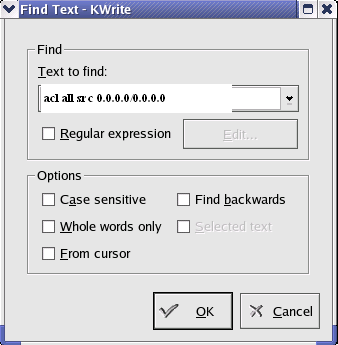 Find Text - KWrite
Find
Text to find:
acl all src 0.0.0.0/0.0.0.0
Regular expression
Edit...
Options
Case sensitive
Find backwards
Whole words only
Selected text
From cursor
OK
Cancel